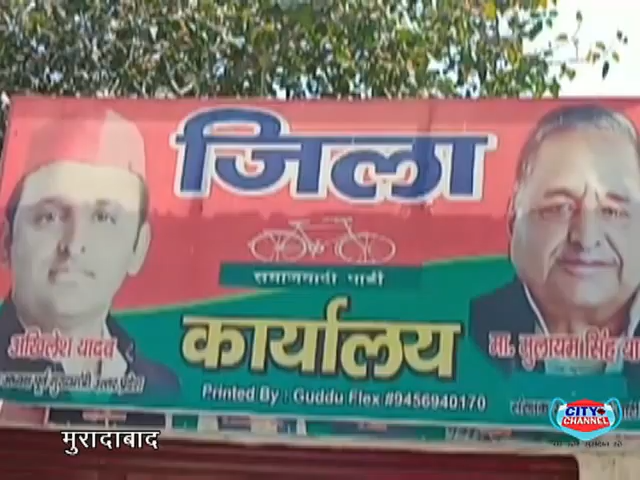 जिला
समाजवादी पार्टी
कार्यालय
अखिलेश यादव
मा. मुलायम सिंह
Printed By : Guddu Flex #9456940170
CITY
CHANNEL
मुरादाबाद